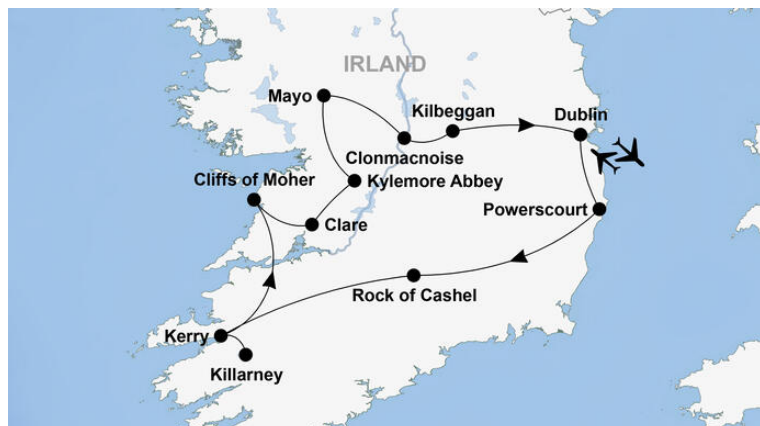 IRLAND
Mayo
Kilbeggan
Dublin
Clonmacnoise
Cliffs of Moher
Kylemore Abbey
Powerscourt
Clare
Rock of Cashel
Kerry
Killarney